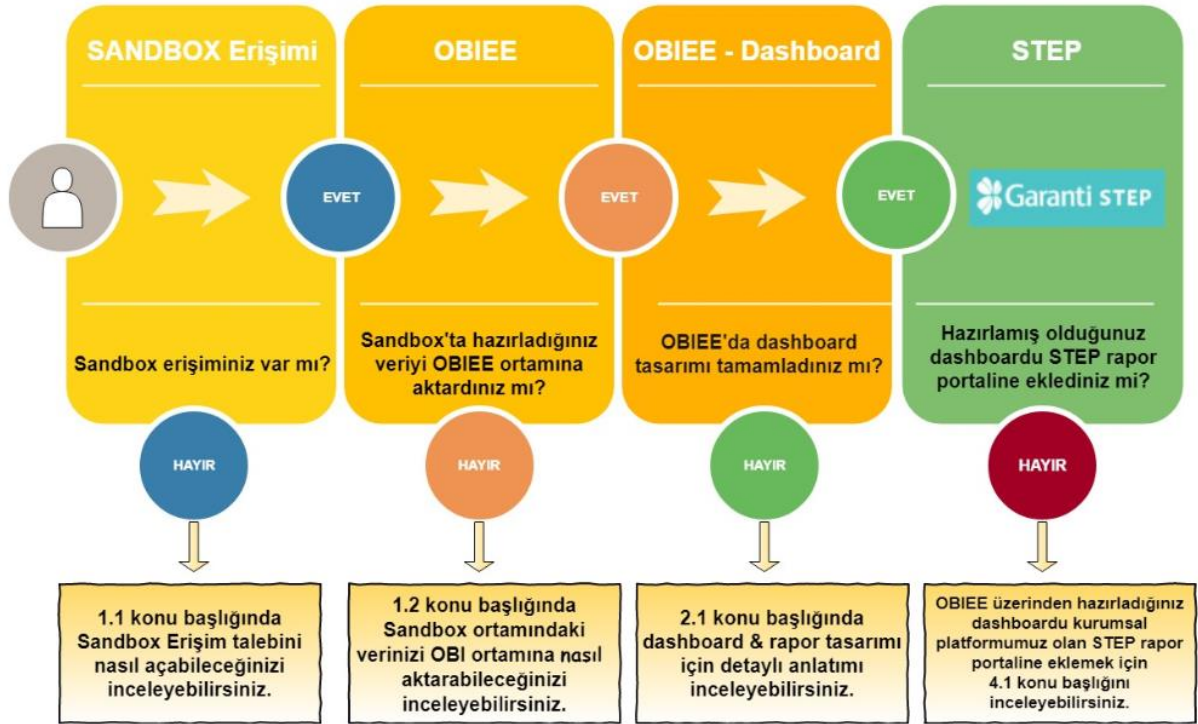 SANDBOX Erişimi
OBIEE
OBIEE - Dashboard
STEP
EVET
EVET
EVET
Garanti STEP
Sandbox erişiminiz var mı?
Sandbox'ta hazırladığınız
veriyi OBIEE ortamına
aktardınız mı?
OBIEE'da dashboard
tasarımı tamamladınız mı?
Hazırlamış olduğunuz
dashboardu STEP rapor
portaline eklediniz mi?
HAYIR
HAYIR
HAYIR
HAYIR
1.1 konu başlığında
Sandbox Erişim talebini
nasıl açabileceğinizi
inceleyebilirsiniz.
1.2 konu başlığında
Sandbox ortamındaki
verinizi OBI ortamına nasıl
aktarabileceğinizi
inceleyebilirsiniz.
2.1 konu başlığında
dashboard & rapor tasarımı
için detaylı anlatımı
inceleyebilirsiniz.
OBIEE üzerinden hazırladığınız
dashboardu kurumsal
platformumuz olan STEP rapor
portaline eklemek için
4.1 konu başlığını
inceleyebilirsiniz.